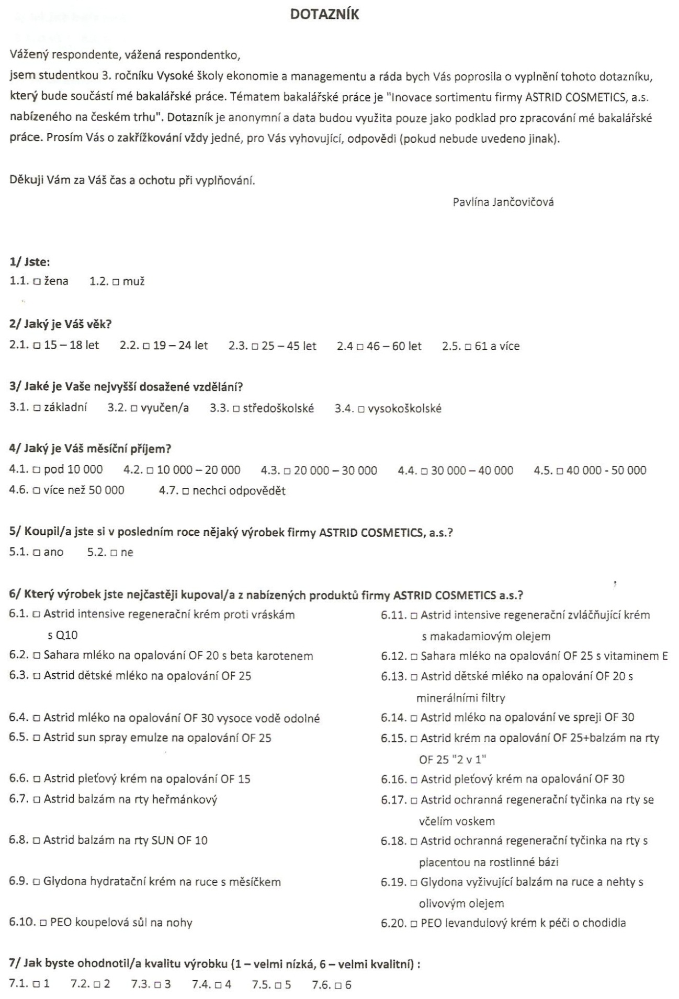 DOTAZNÍK
Vážený respondente, vážená respondentko,
jsem studentkou 3. ročníku Vysoké školy ekonomie a managementu a ráda bych Vás poprosila o vyplnění tohoto dotazníku,
který bude součástí mé bakalářské práce. Tématem bakalářské práce je "Inovace sortimentu firmy ASTRID COSMETICS, a.s.
nabízeného na českém trhu". Dotazník je anonymní a data budou využita pouze jako podklad pro zpracování mé bakalářské
práce. Prosím Vás o zakřížkování vždy jedné, pro Vás vyhovující, odpovědi (pokud nebude uvedeno jinak).
Děkuji Vám za Váš čas a ochotu při vyplňování.
Pavlína Jančovičová
1/ Jste:
1.1. □ žena 1.2. □ muž
2/ Jaký je Váš věk?
2.1. □ 15 – 18 let 2.2. □ 19 – 24 let 2.3. □ 25 – 45 let 2.4 □ 46 – 60 let 2.5. □ 61 a více
3/ Jaké je Vaše nejvyšší dosažené vzdělání?
3.1. □ základní 3.2. □ vyučen/a 3.3. □ středoškolské 3.4. □ vysokoškolské
4/ Jaký je Váš měsíční příjem?
4.1. □ pod 10 000 4.2. □ 10 000 – 20 000 4.3. □ 20 000 – 30 000 4.4. □ 30 000 – 40 000 4.5. □ 40 000 - 50 000
4.6. □ více než 50 000 4.7. □ nechci odpovědět
5/ Koupil/a jste si v posledním roce nějaký výrobek firmy ASTRID COSMETICS, a.s.?
5.1. □ ano 5.2. □ ne
6/ Který výrobek jste nejčastěji kupoval/a z nabízených produktů firmy ASTRID COSMETICS a.s.?
6.1. □ Astrid intensive regenerační krém proti vráskám 6.11. □ Astrid intensive regenerační zvláčňující krém
s Q10 s makadamiovým olejem
6.2. □ Sahara mléko na opalování OF 20 s beta karotenem 6.12. □ Sahara mléko na opalování OF 25 s vitaminem E
6.3. □ Astrid dětské mléko na opalování OF 25 6.13. □ Astrid dětské mléko na opalování OF 20 s
minerálními filtry
6.4. □ Astrid mléko na opalování OF 30 vysoce vodě odolné 6.14. □ Astrid mléko na opalování ve spreji OF 30
6.5. □ Astrid sun spray emulze na opalování OF 25 6.15. □ Astrid krém na opalování OF 25+balzám na rty
OF 25 "2 v 1"
6.6. □ Astrid pleťový krém na opalování OF 15 6.16. □ Astrid pleťový krém na opalování OF 30
6.7. □ Astrid balzám na rty heřmánkový 6.17. □ Astrid ochranná regenerační tyčinka na rty se
včelím voskem
6.8. □ Astrid balzám na rty SUN OF 10 6.18. □ Astrid ochranná regenerační tyčinka na rty s
placentou na rostlinné bázi
6.9. □ Glydona hydratační krém na ruce s měsíčkem 6.19. □ Glydona vyživující balzám na ruce a nehty s
olivovým olejem
6.10. □ PEO koupelová sůl na nohy 6.20. □ PEO levandulový krém k péči o chodidla
7/ Jak byste ohodnotil/a kvalitu výrobku (1 – velmi nízká, 6 – velmi kvalitní) :
7.1. □ 1 7.2. □ 2 7.3. □ 3 7.4. □ 4 7.5. □ 5 7.6. □ 6